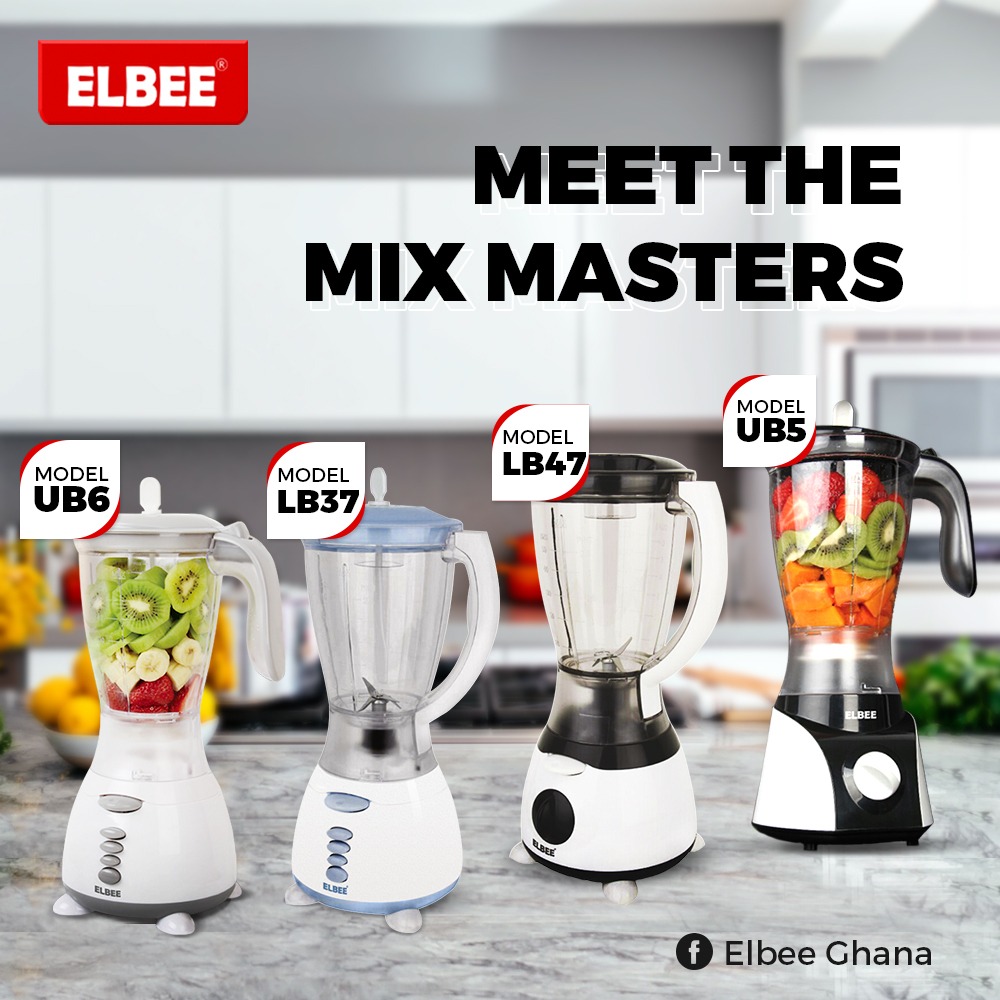 ELBEE®
MEET THE
MIX MASTERS
MODEL
UB6
MODEL
LB37
MODEL
LB47
MODEL
UB5
ELBEE
ELBEE
ELBEE
ELBEE
f Elbee Ghana